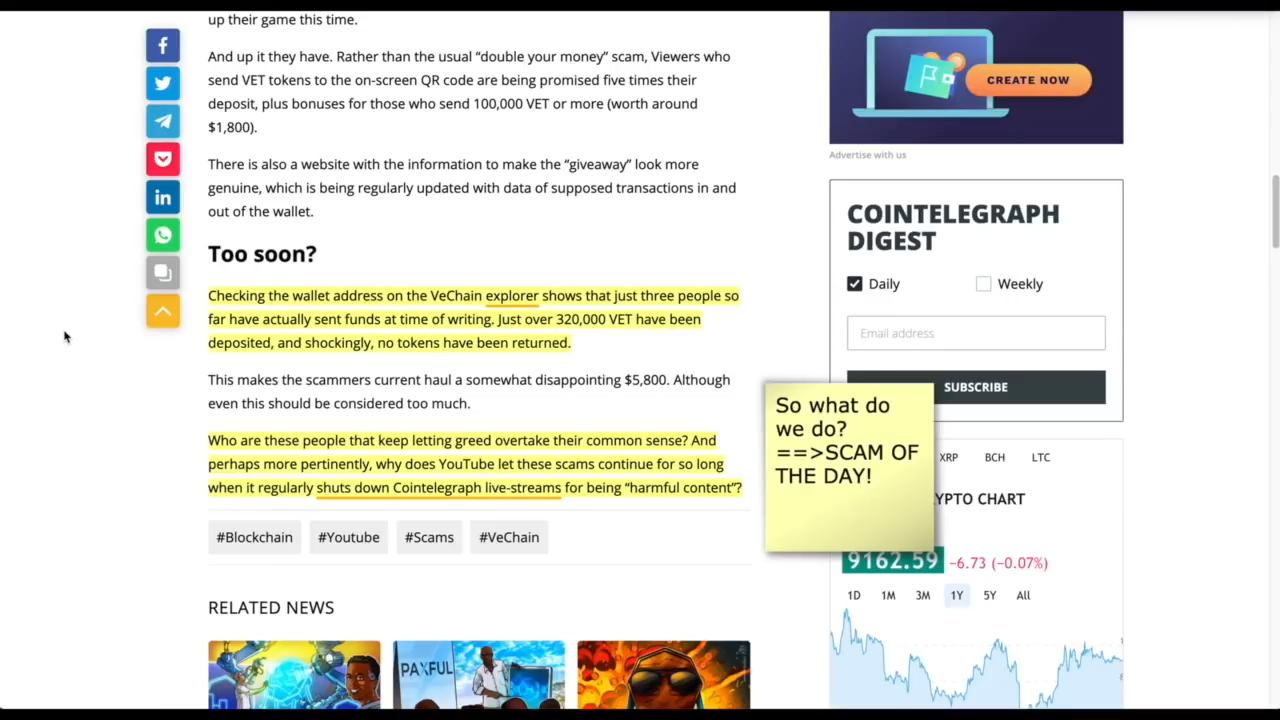 up their game this time.
And up it they have. Rather than the usual “double your money” scam, Viewers who
send VET tokens to the on-screen QR code are being promised five times their
deposit, plus bonuses for those who send 100,000 VET or more (worth around
$1,800).
There is also a website with the information to make the “giveaway” look more
genuine, which is being regularly updated with data of supposed transactions in and
out of the wallet.
Too soon?
Checking the wallet address on the VeChain explorer shows that just three people so
far have actually sent funds at time of writing. Just over 320,000 VET have been
deposited, and shockingly, no tokens have been returned.
This makes the scammers current haul a somewhat disappointing $5,800. Although
even this should be considered too much.
Who are these people that keep letting greed overtake their common sense? And
perhaps more pertinently, why does YouTube let these scams continue for so long
when it regularly shuts down Cointelegraph live-streams for being “harmful content”?
#Blockchain #Youtube #Scams #VeChain
RELATED NEWS
PAXFUL
CREATE NOW
Advertise with us
COINTELEGRAPH
DIGEST
Daily Weekly
Email address
SUBSCRIBE
So what do
we do?
==>SCAM OF
THE DAY!
XRP BCH LTC
YPTO CHART
9162.59 −6.73 (−0.07%)
1D 1M 3M 1Y 5Y All